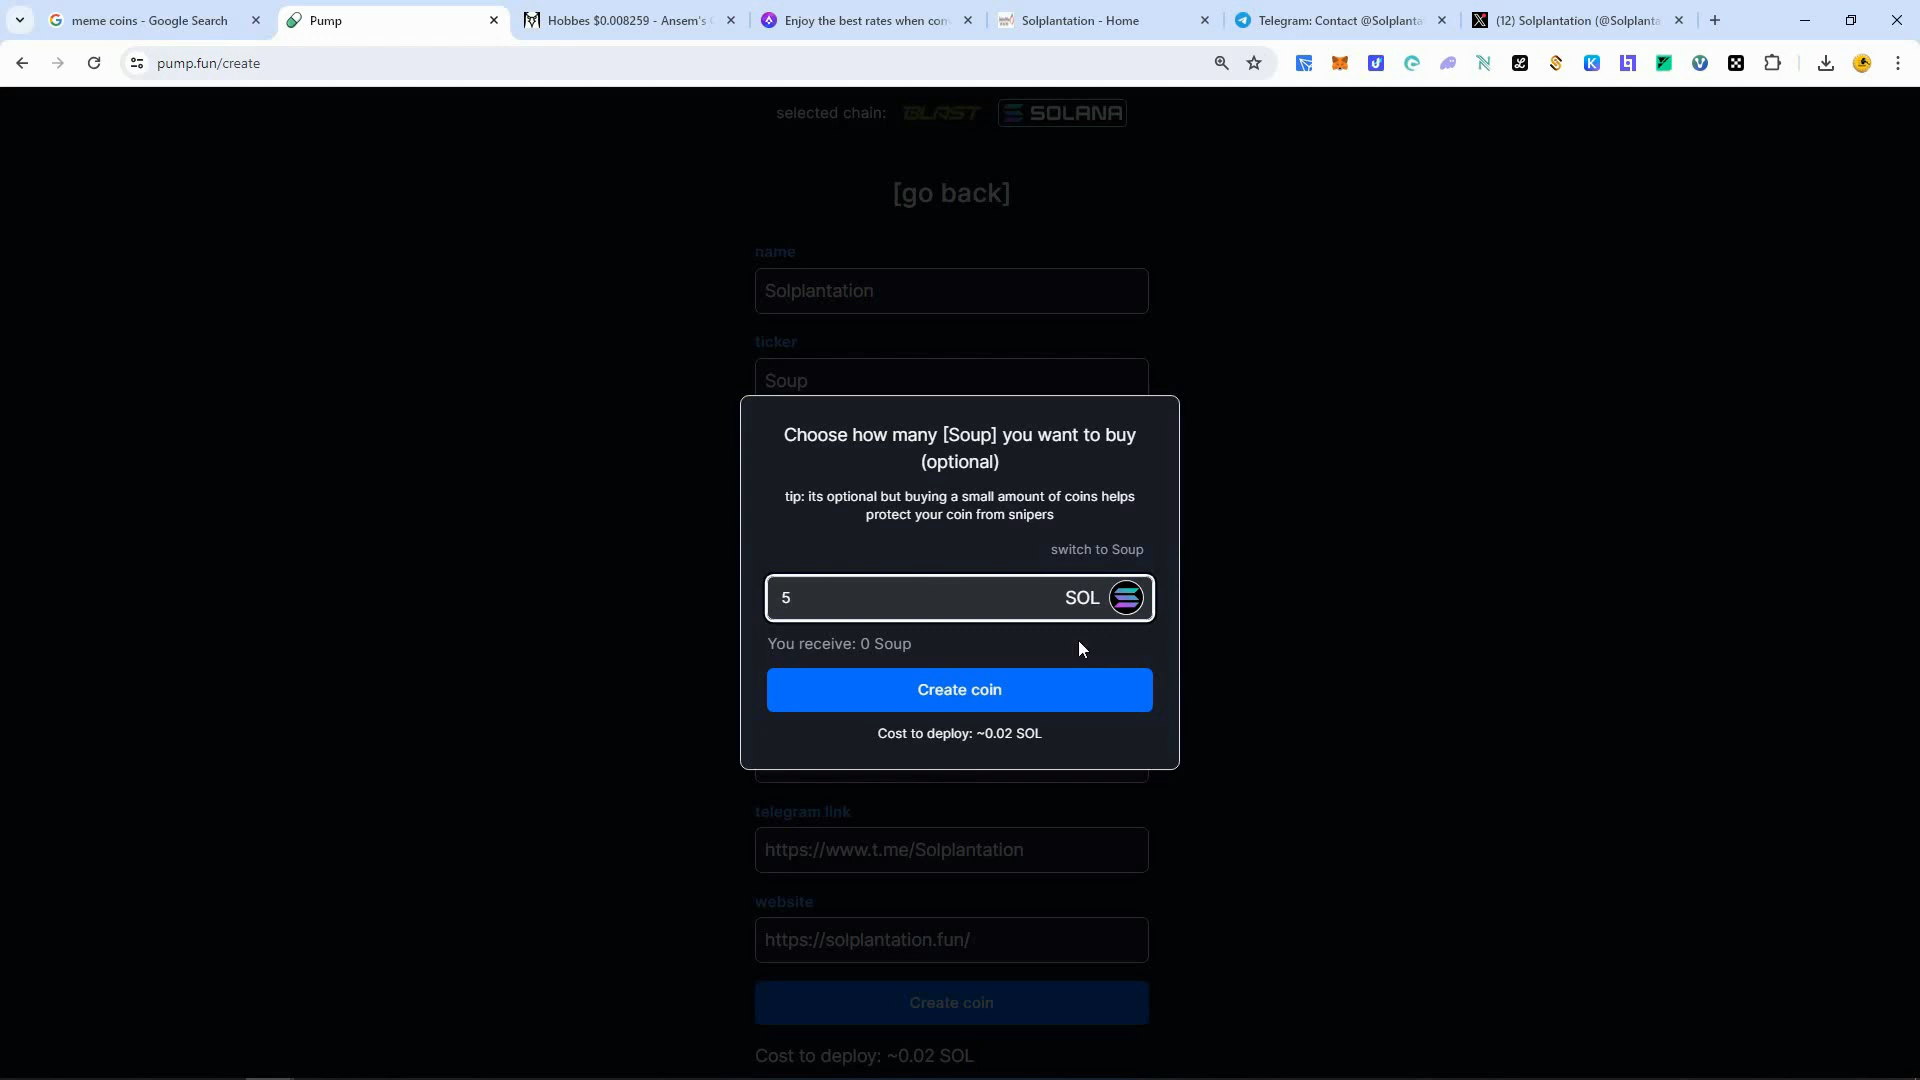 meme coins - Google Search
Pump
Hobbes $0.008259 - Ansem's C
Enjoy the best rates when con
Solplantation - Home
Telegram: Contact @Solplanta
(12) Solplantation (@Solplanta
pump.fun/create
selected chain: BLAST SOLANA
[go back]
name
Solplantation
ticker
Soup
Choose how many [Soup] you want to buy
(optional)
tip: its optional but buying a small amount of coins helps
protect your coin from snipers
switch to Soup
5 SOL
You receive: 0 Soup
Create coin
Cost to deploy: ~0.02 SOL
telegram link
https://www.t.me/Solplantation
website
https://solplantation.fun/
Create coin
Cost to deploy: ~0.02 SOL